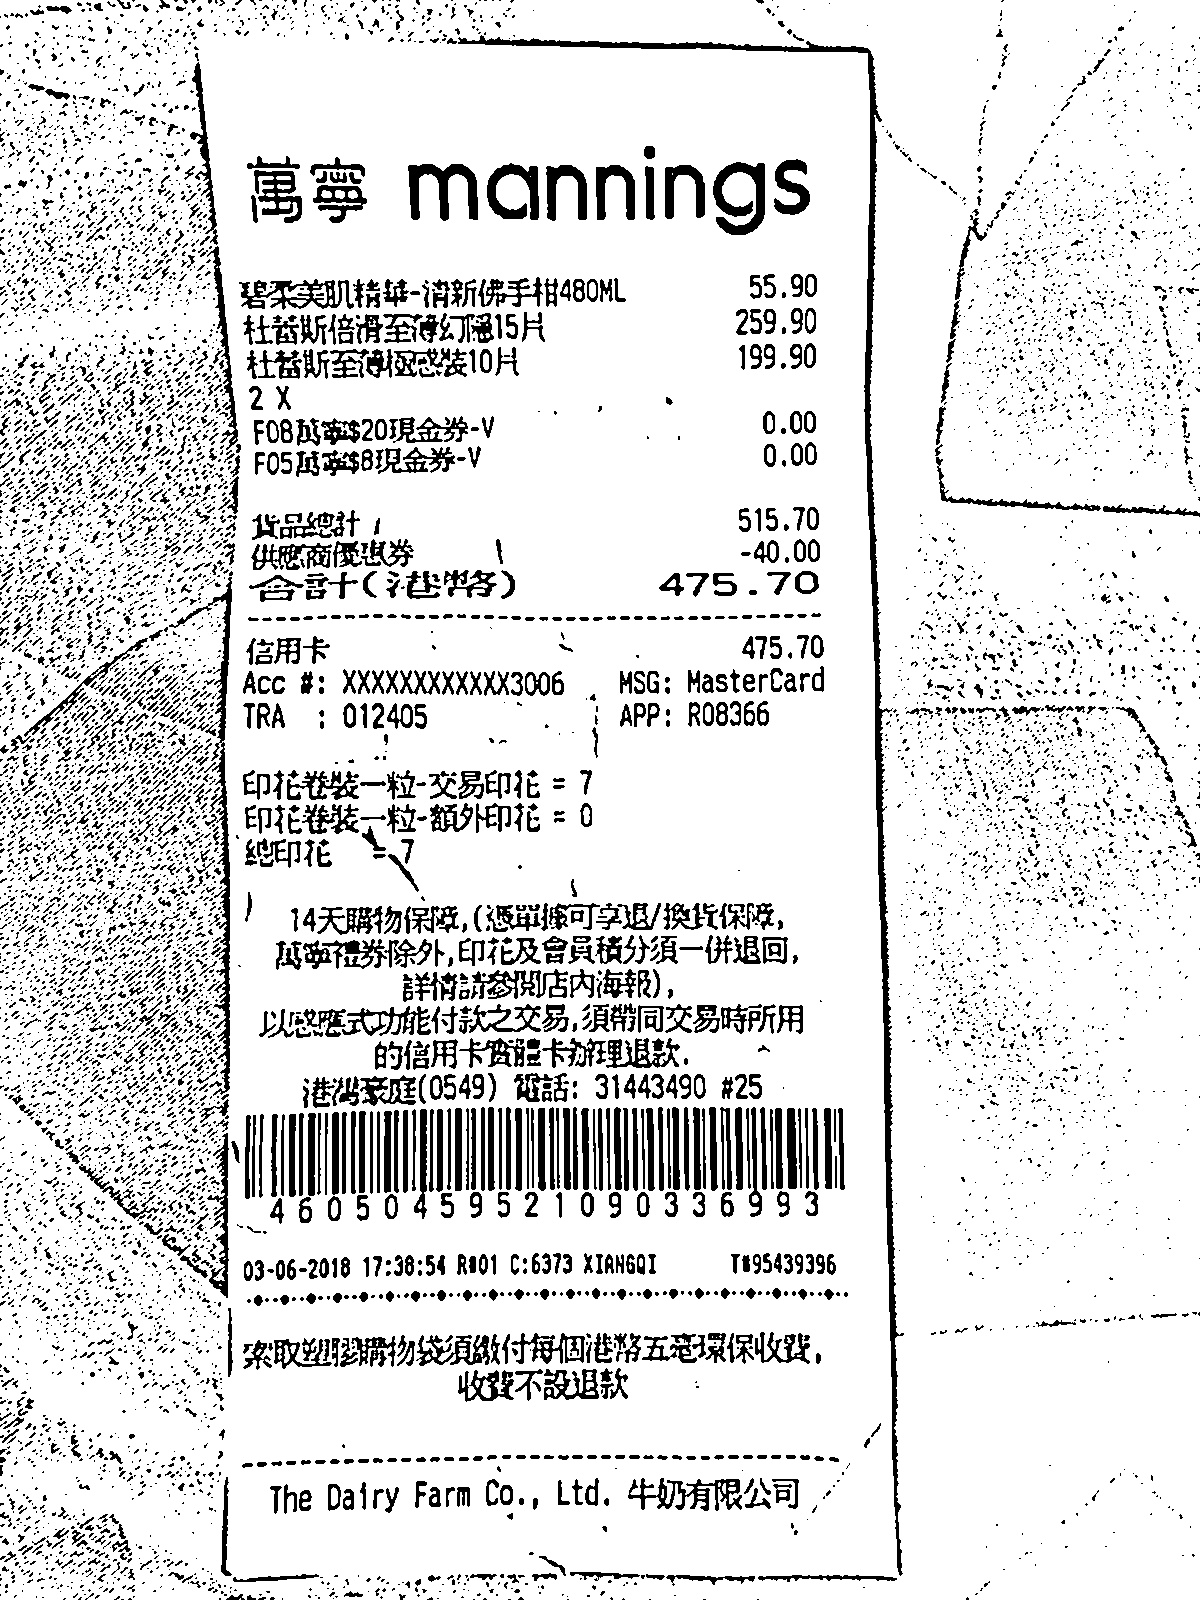 萬寧 mannings
碧柔美肌精華-清新佛手柑480ML 55.90
杜蕾斯倍滑至薄幻隱15片 259.90
杜蕾斯至薄極惑裝10片 199.90
2 X
F08萬寧$20現金券-V 0.00
F05萬寧$8現金券-V 0.00
貨品總計 515.70
供應商優惠券 -40.00
合計(港幣) 475.70
信用卡 475.70
Acc #: XXXXXXXXXXXX3006 MSG: MasterCard
TRA : 012405 APP: R08366
印花卷裝一粒-交易印花 = 7
印花卷裝一粒-額外印花 = 0
總印花 = 7
14天購物保障,(憑單據可享退/換貨保障,
萬寧禮券除外,印花及會員積分須一併退回,
詳情請參閱店內海報),
以感應式功能付款之交易,須帶同交易時所用
的信用卡實體卡辦理退款.
港灣豪庭(0549) 電話: 31443490 #25
4605045952109033699​3
03-06-2018 17:38:54 R#01 C:6373 XIANGQI T#95439396
索取塑膠購物袋須繳付每個港幣五毫環保收費,
收費不設退款
The Dairy Farm Co., Ltd. 牛奶有限公司